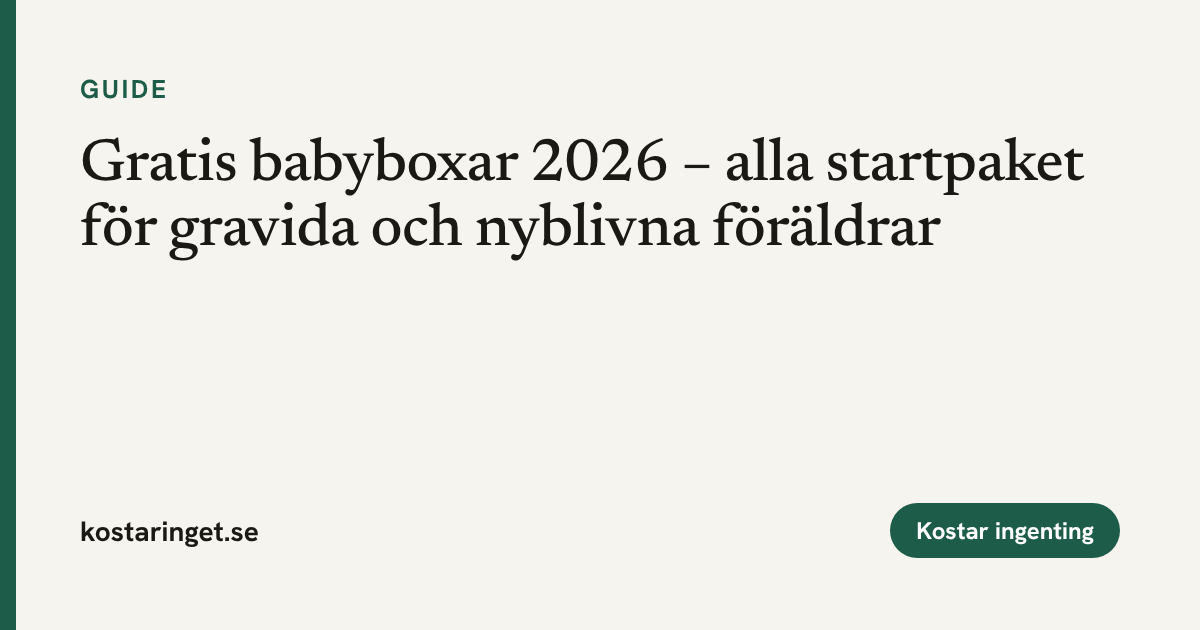 GUIDE
Gratis babyboxar 2026 – alla startpaket
för gravida och nyblivna föräldrar
kostaringet.se
Kostar ingenting